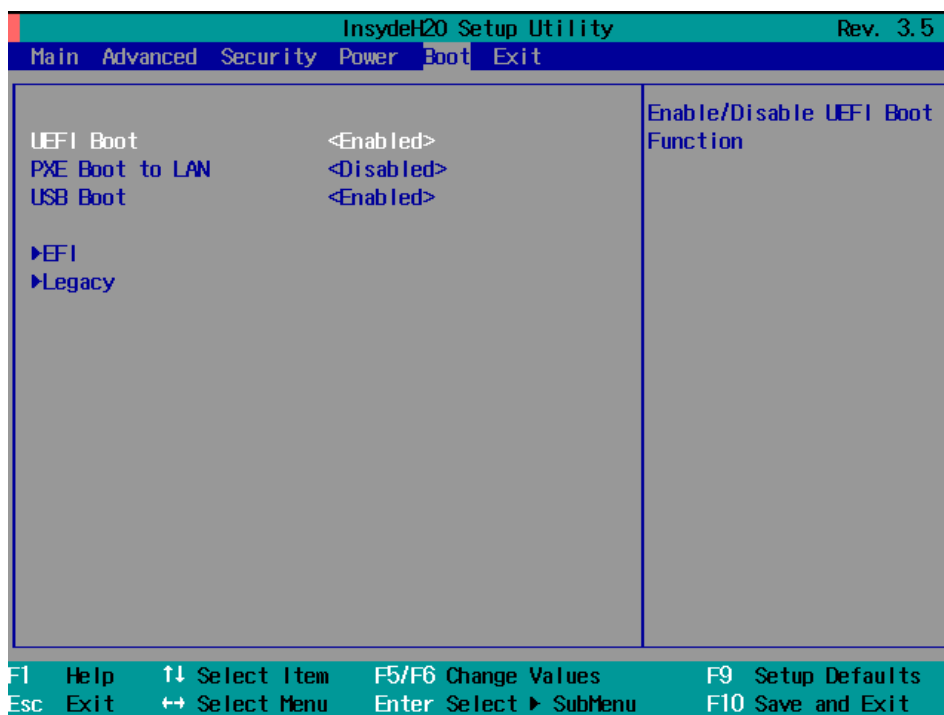 InsydeH2O Setup Utility Rev. 3.5
Main Advanced Security Power Boot Exit
UEFI Boot <Enabled>
PXE Boot to LAN <Disabled>
USB Boot <Enabled>
▶EFI
▶Legacy
Enable/Disable UEFI Boot
Function
F1 Help ↑↓ Select Item F5/F6 Change Values F9 Setup Defaults
Esc Exit ↔ Select Menu Enter Select ▶ SubMenu F10 Save and Exit